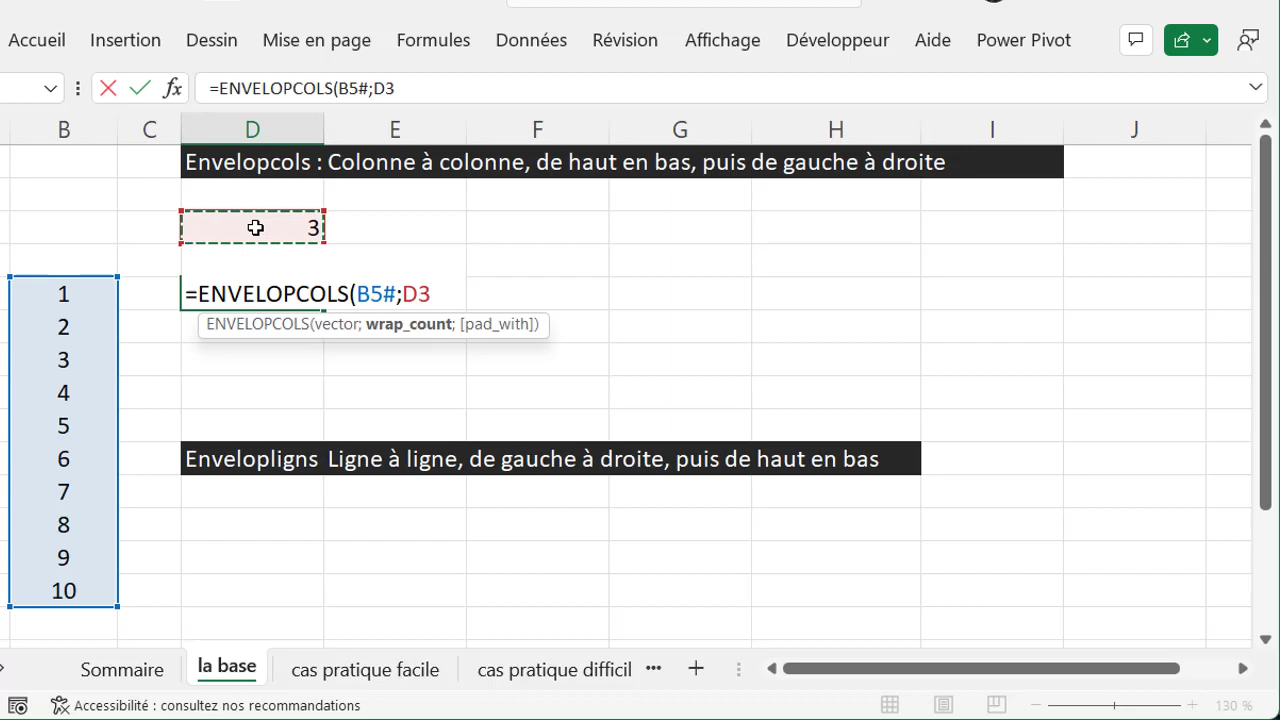 Accueil Insertion Dessin Mise en page Formules Données Révision Affichage Développeur Aide Power Pivot
fx =ENVELOPCOLS(B5#;D3
B C D E F G H I J
Envelopcols : Colonne à colonne, de haut en bas, puis de gauche à droite
3
1 =ENVELOPCOLS(B5#;D3
2 ENVELOPCOLS(vector; wrap_count; [pad_with])
3
4
5
6 Envelopligns Ligne à ligne, de gauche à droite, puis de haut en bas
7
8
9
10
Sommaire la base cas pratique facile cas pratique difficil ... +
Accessibilité : consultez nos recommandations 130 %